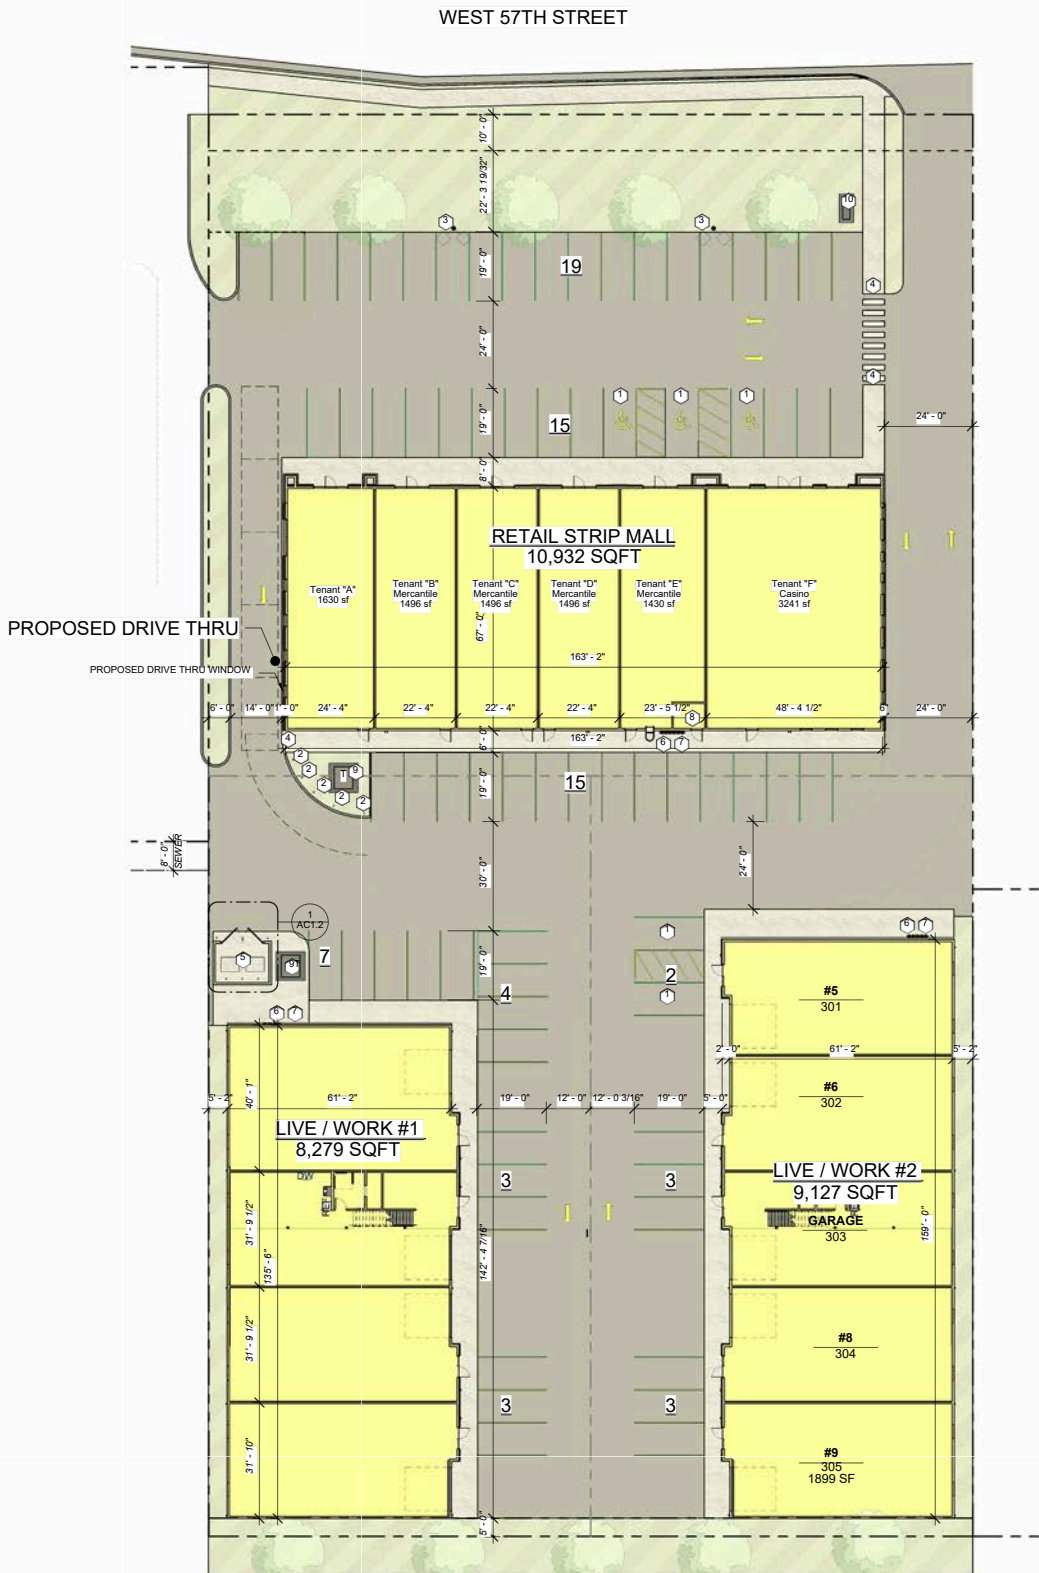 WEST 57TH STREET
10' - 0"
22' - 3 19/32"
3
3
10
19' - 0"
19
4
24' - 0"
4
1
1
1
19' - 0"
15
24' - 0"
8' - 0"
RETAIL STRIP MALL
10,932 SQFT
Tenant "A"
1630 sf
Tenant "B"
Mercantile
1496 sf
Tenant "C"
Mercantile
1496 sf
Tenant "D"
Mercantile
1496 sf
Tenant "E"
Mercantile
1430 sf
Tenant "F"
Casino
3241 sf
67' - 0"
PROPOSED DRIVE THRU
PROPOSED DRIVE THRU WINDOW
163' - 2"
6' - 0"
14' - 0"
1' - 0"
24' - 4"
22' - 4"
22' - 4"
22' - 4"
23' - 5 1/2"
8
48' - 4 1/2"
6"
24' - 0"
4
6' - 0"
163' - 2"
6
7
2
2
2
2
2
T
9
19' - 0"
15
8' - 0"
SEWER
30' - 0"
24' - 0"
1
AC1.2
5
9T
7
19' - 0"
4
1
2
1
6
7
6
7
#5
301
2' - 0"
61' - 2"
5' - 2"
#6
302
5' - 2"
40' - 1"
61' - 2"
19' - 0"
12' - 0"
12' - 0 3/16"
19' - 0"
5' - 0"
LIVE / WORK #1
8,279 SQFT
DW
3
3
LIVE / WORK #2
9,127 SQFT
GARAGE
303
31' - 9 1/2"
135' - 6"
142' - 4 7/16"
159' - 0"
31' - 9 1/2"
#8
304
3
3
31' - 10"
#9
305
1899 SF
5' - 0"